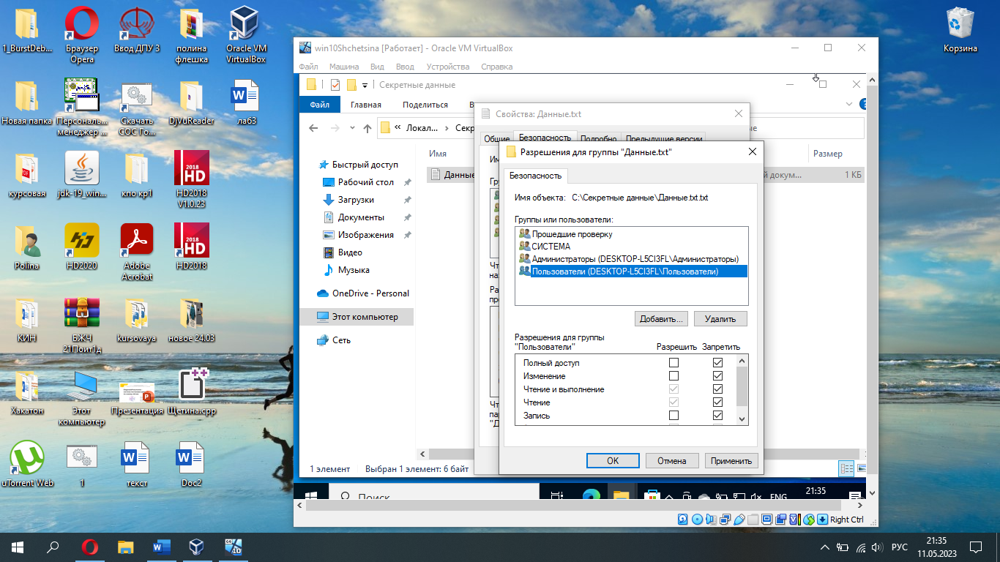 1_BurstDeb...
Браузер
Opera
Ввод ДПУ 3
полина
флешка
Oracle VM
VirtualBox
Корзина
Новая папка
Персональ...
менеджер ...
Скачать
СОС Го...
DjVuReader
лаб3
курсовая
jdk-19_win...
кпо кр1
HD2018
V1.0.23
Polina
HD2020
Adobe
Acrobat
HD2018
КИН
БЖЧ
21Поит1д
kursovaya
новое 24.03
Хакатон
Этот
компьютер
Презентация
Щетина.cpp
uTorrent Web
1
текст
Doc2
win10Shchetsina [Работает] - Oracle VM VirtualBox
Файл Машина Вид Ввод Устройства Справка
Секретные данные
Файл Главная Поделиться В
« Локал... › Секр
Имя
Размер
Данные
й докум...
1 КБ
Быстрый доступ
Рабочий стол
Загрузки
Документы
Изображения
Видео
Музыка
OneDrive - Personal
Этот компьютер
Сеть
1 элемент Выбран 1 элемент: 6 байт
Свойства: Данные.txt
Общие Безопасность Подробно Предыдущие версии
Разрешения для группы "Данные.txt"
Безопасность
Имя объекта: C:\Секретные данные\Данные.txt.txt
Группы или пользователи:
Прошедшие проверку
СИСТЕМА
Администраторы (DESKTOP-L5CI3FL\Администраторы)
Пользователи (DESKTOP-L5CI3FL\Пользователи)
Добавить... Удалить
Разрешения для группы
"Пользователи" Разрешить Запретить
Полный доступ
Изменение
Чтение и выполнение
Чтение
Запись
OK Отмена Применить
Поиск
ENG
21:35
Right Ctrl
РУС
21:35
11.05.2023